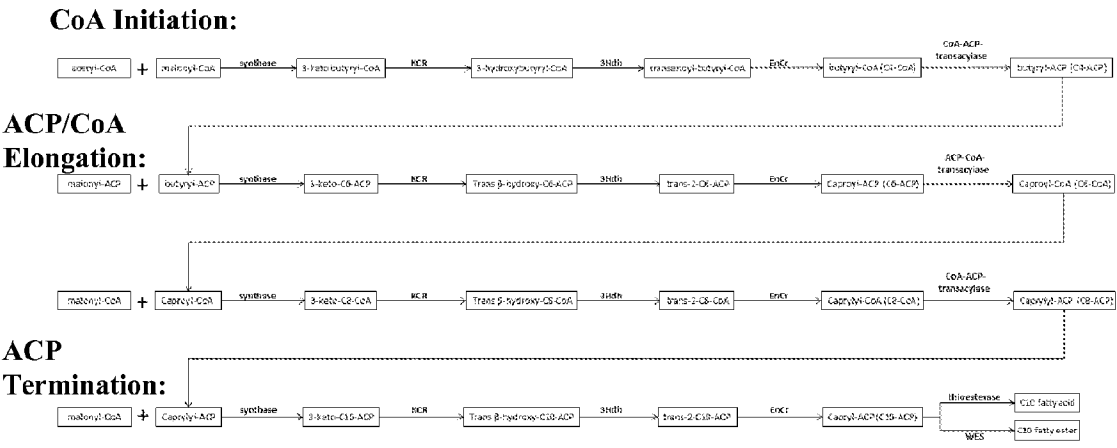 CoA Initiation:
CoA-ACP-
transacylase
acetyl-CoA + malonyl-CoA synthase 3-ketobutyryl-CoA KCR 3-hydroxybutyryl-CoA 3Hdh transenoyl-butyryl-CoA EnCr butyryl-CoA (C4-CoA) butyryl-ACP (C4-ACP)
ACP/CoA
Elongation:
ACP-CoA-
transacylase
malonyl-ACP + butyryl-ACP synthase 3-keto-C6-ACP KCR Trans β-hydroxy-C6-ACP 3Hdh trans-2-C6-ACP EnCr Caproyl-ACP (C6-ACP) Caproyl-CoA (C6-CoA)
CoA-ACP-
transacylase
malonyl-CoA + Caproyl-CoA synthase 3-keto-C8-CoA KCR Trans β-hydroxy-C8-CoA 3Hdh trans-2-C8-CoA EnCr Caprylyl-CoA (C8-CoA) Caprylyl-ACP (C8-ACP)
ACP
Termination:
malonyl-CoA + Caprylyl-ACP synthase 3-keto-C10-ACP KCR Trans β-hydroxy-C10-ACP 3Hdh trans-2-C10-ACP EnCr Capryl-ACP(C10-ACP) thioesterase C10 fatty acid
WES C10 fatty ester